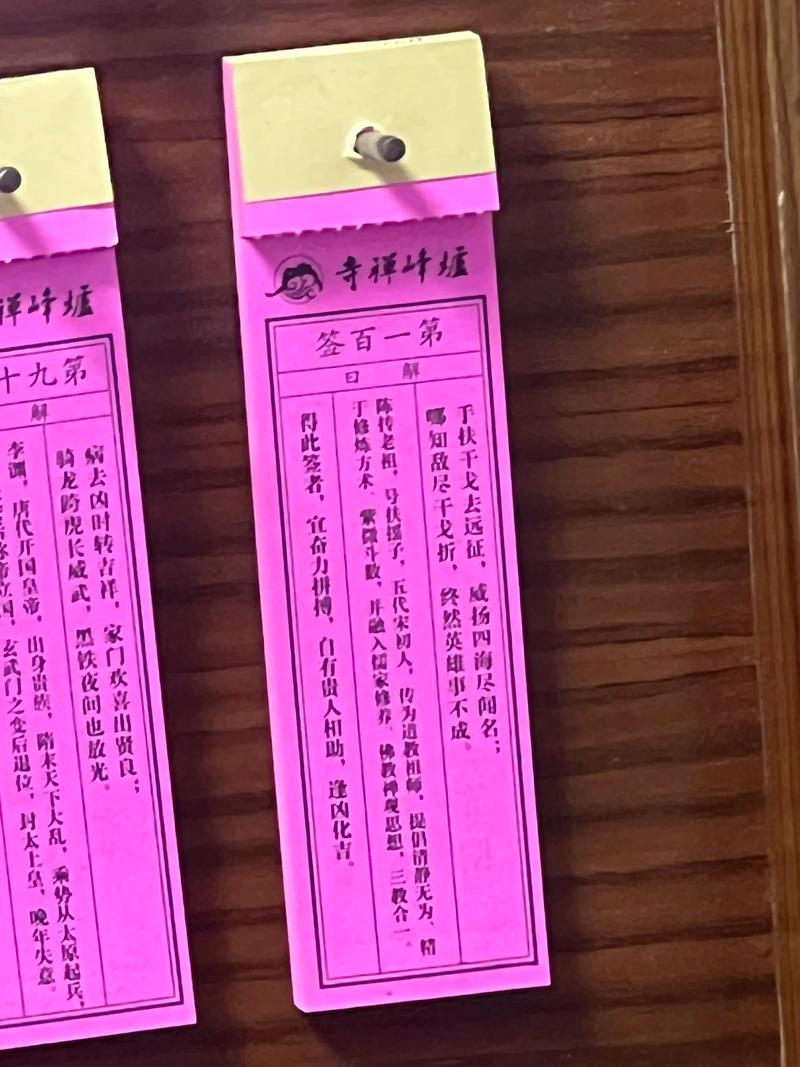 垆峰禅寺
第一百签
解曰
手扶干戈去远征，威扬四海尽闻名；
哪知敌尽干戈折，终然英雄事不成。
陈抟老祖，号扶摇子，五代宋初人，传为道教祖师，提倡清静无为，精
于修炼方术、紫微斗数，并融入儒家修养、佛教禅观思想，三教合一。
得此签者，宜奋力拼搏，自有贵人相助，逢凶化吉。
垆峰禅
第九十
解
病去凶时转吉祥，家门欢喜出贤良；
骑龙跨虎长威武，黑铁夜间也放光。
李渊，唐代开国皇帝，出身贵族，隋末天下大乱，乘势从太原起兵，
玄武门之变后退位，封太上皇，晚年失意